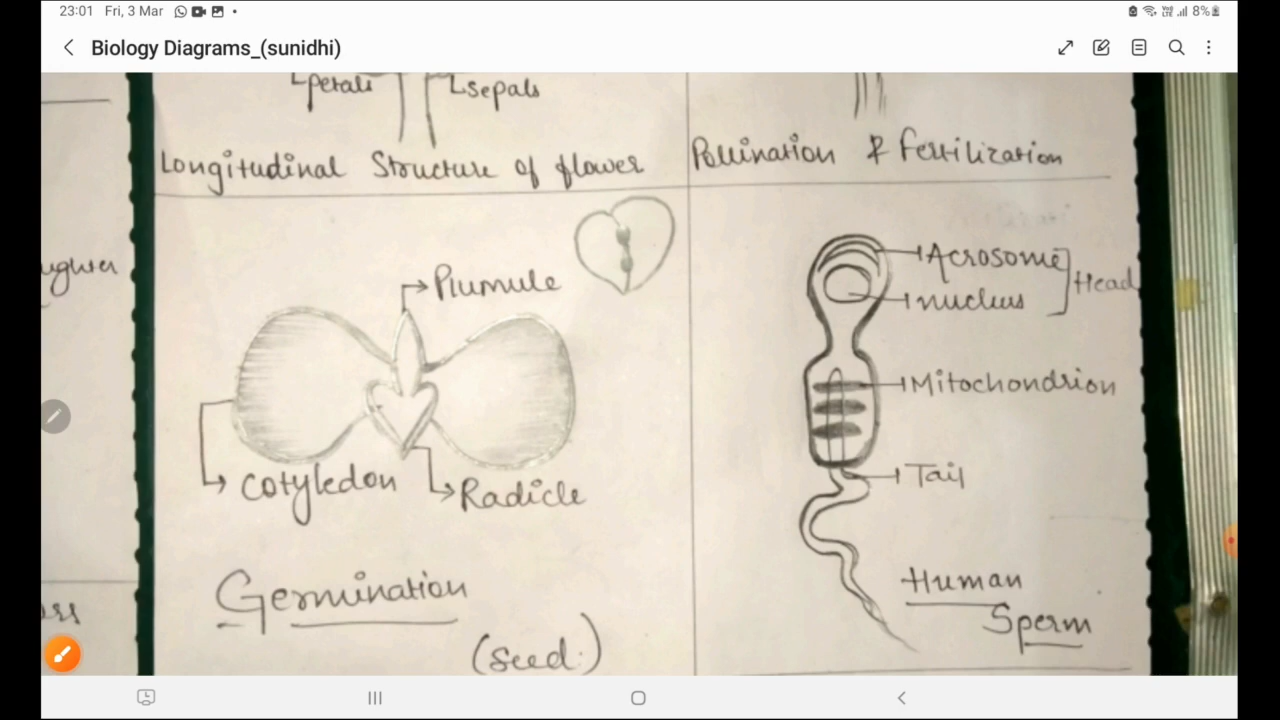 23:01 Fri, 3 Mar
8%
Biology Diagrams_(sunidhi)
petals
sepals
Longitudinal Structure of flower
Pollination & Fertilization
Plumule
Cotyledon
Radicle
Germination
(Seed.)
Acrosome
nucleus
Head
Mitochondrion
Tail
Human
Sperm